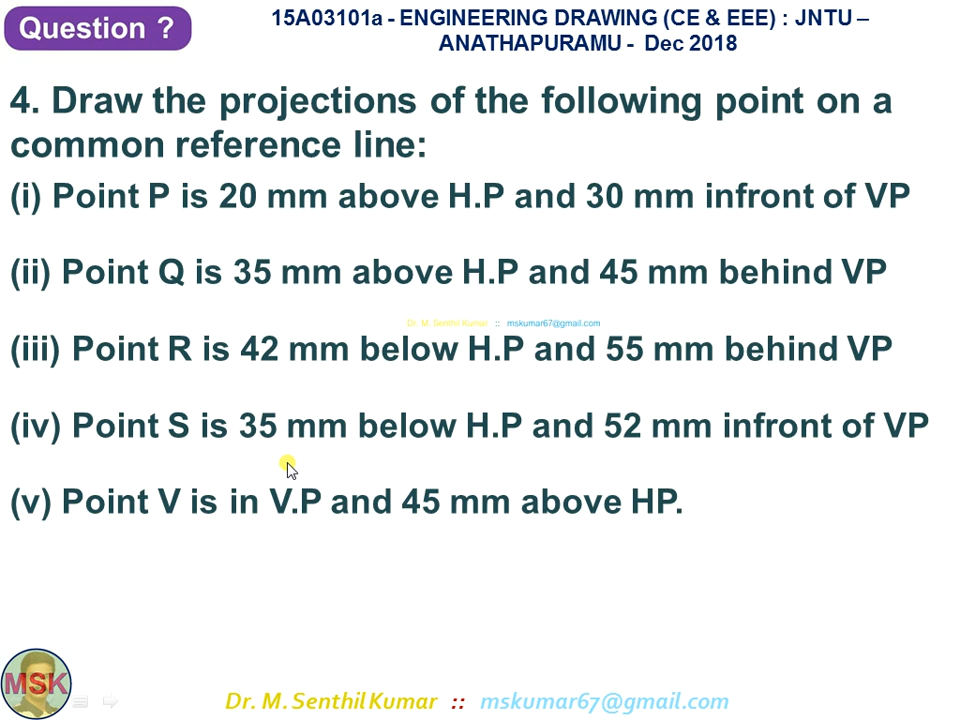 Question ?
15A03101a - ENGINEERING DRAWING (CE & EEE) : JNTU –
ANATHAPURAMU - Dec 2018
4. Draw the projections of the following point on a
common reference line:
(i) Point P is 20 mm above H.P and 30 mm infront of VP
(ii) Point Q is 35 mm above H.P and 45 mm behind VP
Dr. M. Senthil Kumar :: mskumar67@gmail.com
(iii) Point R is 42 mm below H.P and 55 mm behind VP
(iv) Point S is 35 mm below H.P and 52 mm infront of VP
(v) Point V is in V.P and 45 mm above HP.
MSK
Dr. M. Senthil Kumar :: mskumar67@gmail.com